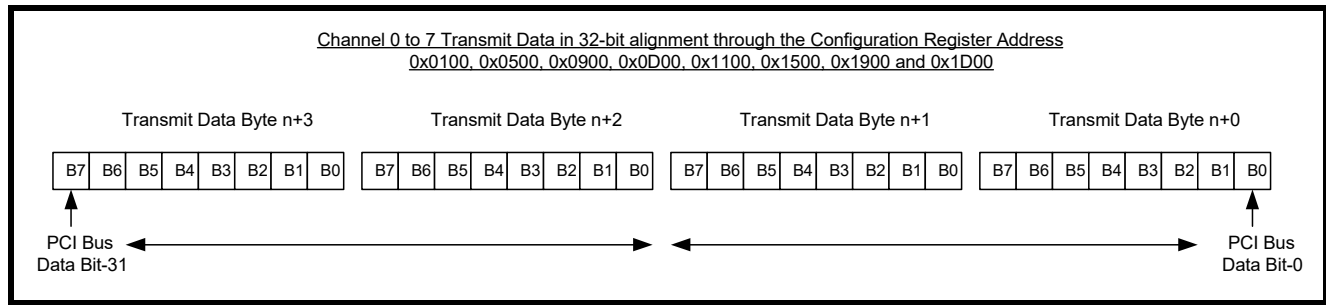 Channel 0 to 7 Transmit Data in 32-bit alignment through the Configuration Register Address
0x0100, 0x0500, 0x0900, 0x0D00, 0x1100, 0x1500, 0x1900 and 0x1D00
Transmit Data Byte n+3 Transmit Data Byte n+2 Transmit Data Byte n+1 Transmit Data Byte n+0
B7 B6 B5 B4 B3 B2 B1 B0 B7 B6 B5 B4 B3 B2 B1 B0 B7 B6 B5 B4 B3 B2 B1 B0 B7 B6 B5 B4 B3 B2 B1 B0
PCI Bus PCI Bus
Data Bit-31 Data Bit-0